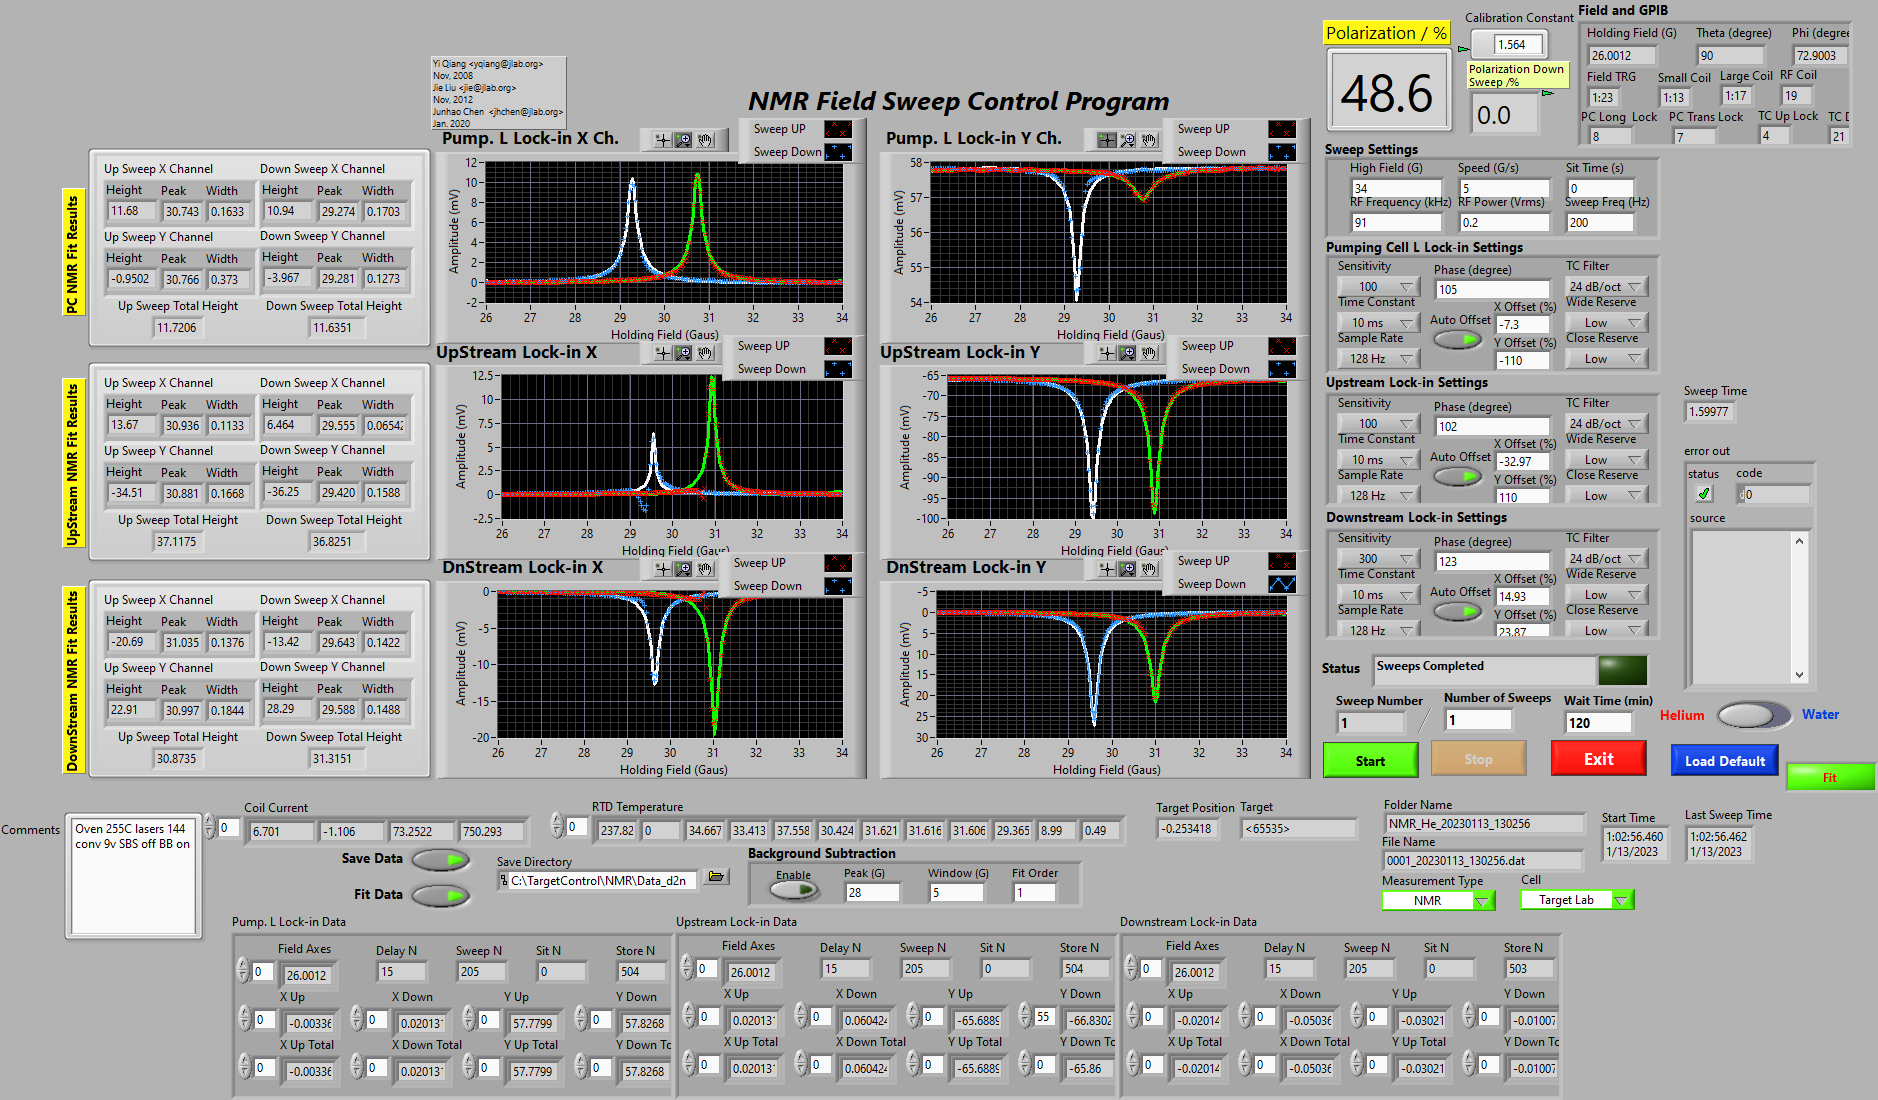 NMR Field Sweep Control Program
Yi Qiang <yqiang@jlab.org>
Nov, 2008
Jie Liu <jie@jlab.org>
Nov, 2012
Junhao Chen <jhchen@jlab.org>
Jan. 2020
Polarization / %
48.6
Calibration Constant
1.564
Polarization Down
Sweep /%
0.0
Field and GPIB
Holding Field (G) Theta (degree) Phi (degree
26.0012 90 72.9003
Field TRG Small Coil Large Coil RF Coil
1:23 1:13 1:17 19
PC Long Lock PC Trans Lock TC Up Lock TC D
8 7 4 21
PC NMR Fit Results
Up Sweep X Channel Down Sweep X Channel
Height Peak Width Height Peak Width
11.68 30.743 0.1633 10.94 29.274 0.1703
Up Sweep Y Channel Down Sweep Y Channel
Height Peak Width Height Peak Width
-0.9502 30.766 0.373 -3.967 29.281 0.1273
Up Sweep Total Height Down Sweep Total Height
11.7206 11.6351
UpStream NMR Fit Results
Up Sweep X Channel Down Sweep X Channel
Height Peak Width Height Peak Width
13.67 30.936 0.1133 6.464 29.555 0.06542
Up Sweep Y Channel Down Sweep Y Channel
Height Peak Width Height Peak Width
-34.51 30.881 0.1668 -36.25 29.420 0.1588
Up Sweep Total Height Down Sweep Total Height
37.1175 36.8251
DownStream NMR Fit Results
Up Sweep X Channel Down Sweep X Channel
Height Peak Width Height Peak Width
-20.69 31.035 0.1376 -13.42 29.643 0.1422
Up Sweep Y Channel Down Sweep Y Channel
Height Peak Width Height Peak Width
22.91 30.997 0.1844 28.29 29.588 0.1488
Up Sweep Total Height Down Sweep Total Height
30.8735 31.3151
Pump. L Lock-in X Ch.
Sweep UP
Sweep Down
Amplitude (mV)
12
10
8
6
4
2
0
-2
26 27 28 29 30 31 32 33 34
Holding Field (Gaus)
Pump. L Lock-in Y Ch.
Sweep UP
Sweep Down
Amplitude (mV)
58
57
56
55
54
26 27 28 29 30 31 32 33 34
Holding Field (Gaus)
UpStream Lock-in X
Sweep UP
Sweep Down
Amplitude (mV)
12.5
10
7.5
5
2.5
0
-2.5
26 27 28 29 30 31 32 33 34
Holding Field (Gaus)
UpStream Lock-in Y
Sweep UP
Sweep Down
Amplitude (mV)
-65
-70
-75
-80
-85
-90
-95
-100
26 27 28 29 30 31 32 33 34
Holding Field (Gaus)
DnStream Lock-in X
Sweep UP
Sweep Down
Amplitude (mV)
0
-5
-10
-15
-20
26 27 28 29 30 31 32 33 34
Holding Field (Gaus)
DnStream Lock-in Y
Sweep UP
Sweep Down
Amplitude (mV)
-5
0
5
10
15
20
25
30
26 27 28 29 30 31 32 33 34
Holding Field (Gaus)
Sweep Settings
High Field (G) Speed (G/s) Sit Time (s)
34 5 0
RF Frequency (kHz) RF Power (Vrms) Sweep Freq (Hz)
91 0.2 200
Pumping Cell L Lock-in Settings
Sensitivity Phase (degree) TC Filter
100 105 24 dB/oct
Time Constant X Offset (%) Wide Reserve
10 ms Auto Offset -7.3 Low
Sample Rate Y Offset (%) Close Reserve
128 Hz -110 Low
Upstream Lock-in Settings
Sensitivity Phase (degree) TC Filter
100 102 24 dB/oct
Time Constant X Offset (%) Wide Reserve
10 ms Auto Offset -32.97 Low
Sample Rate Y Offset (%) Close Reserve
128 Hz 110 Low
Downstream Lock-in Settings
Sensitivity Phase (degree) TC Filter
300 123 24 dB/oct
Time Constant X Offset (%) Wide Reserve
10 ms Auto Offset 14.93 Low
Sample Rate Y Offset (%) Close Reserve
128 Hz 23.87 Low
Sweep Time
1.59977
error out
status code
0
source
Status Sweeps Completed
Sweep Number Number of Sweeps Wait Time (min)
1 / 1 120
Helium Water
Start Stop Exit Load Default Fit
Comments
Oven 255C lasers 144
conv 9v SBS off BB on
Coil Current
0 6.701 -1.106 73.2522 750.293
RTD Temperature
0 237.82 0 34.667 33.413 37.558 30.424 31.621 31.616 31.606 29.365 8.99 0.49
Target Position Target
-0.253418 <65535>
Folder Name
NMR_He_20230113_130256
File Name
0001_20230113_130256.dat
Measurement Type Cell
NMR Target Lab
Start Time Last Sweep Time
1:02:56.460 1:02:56.462
1/13/2023 1/13/2023
Save Data
Fit Data
Save Directory
C:\TargetControl\NMR\Data_d2n
Background Subtraction
Enable Peak (G) Window (G) Fit Order
28 5 1
Pump. L Lock-in Data
Field Axes Delay N Sweep N Sit N Store N
0 26.0012 15 205 0 504
X Up X Down Y Up Y Down
0 -0.00336 0 0.02013 0 57.7799 0 57.8268
X Up Total X Down Total Y Up Total Y Down To
0 -0.00336 0 0.02013 0 57.7799 0 57.8268
Upstream Lock-in Data
Field Axes Delay N Sweep N Sit N Store N
0 26.0012 15 205 0 504
X Up X Down Y Up Y Down
0 0.02013 0 0.060424 0 -65.6889 55 -66.8302
X Up Total X Down Total Y Up Total Y Down To
0 0.02013 0 0.060424 0 -65.6889 0 -65.86
Downstream Lock-in Data
Field Axes Delay N Sweep N Sit N Store N
0 26.0012 15 205 0 503
X Up X Down Y Up Y Down
0 -0.02014 0 -0.05036 0 -0.03021 0 -0.01007
X Up Total X Down Total Y Up Total Y Down To
0 -0.02014 0 -0.05036 0 -0.03021 0 -0.01007